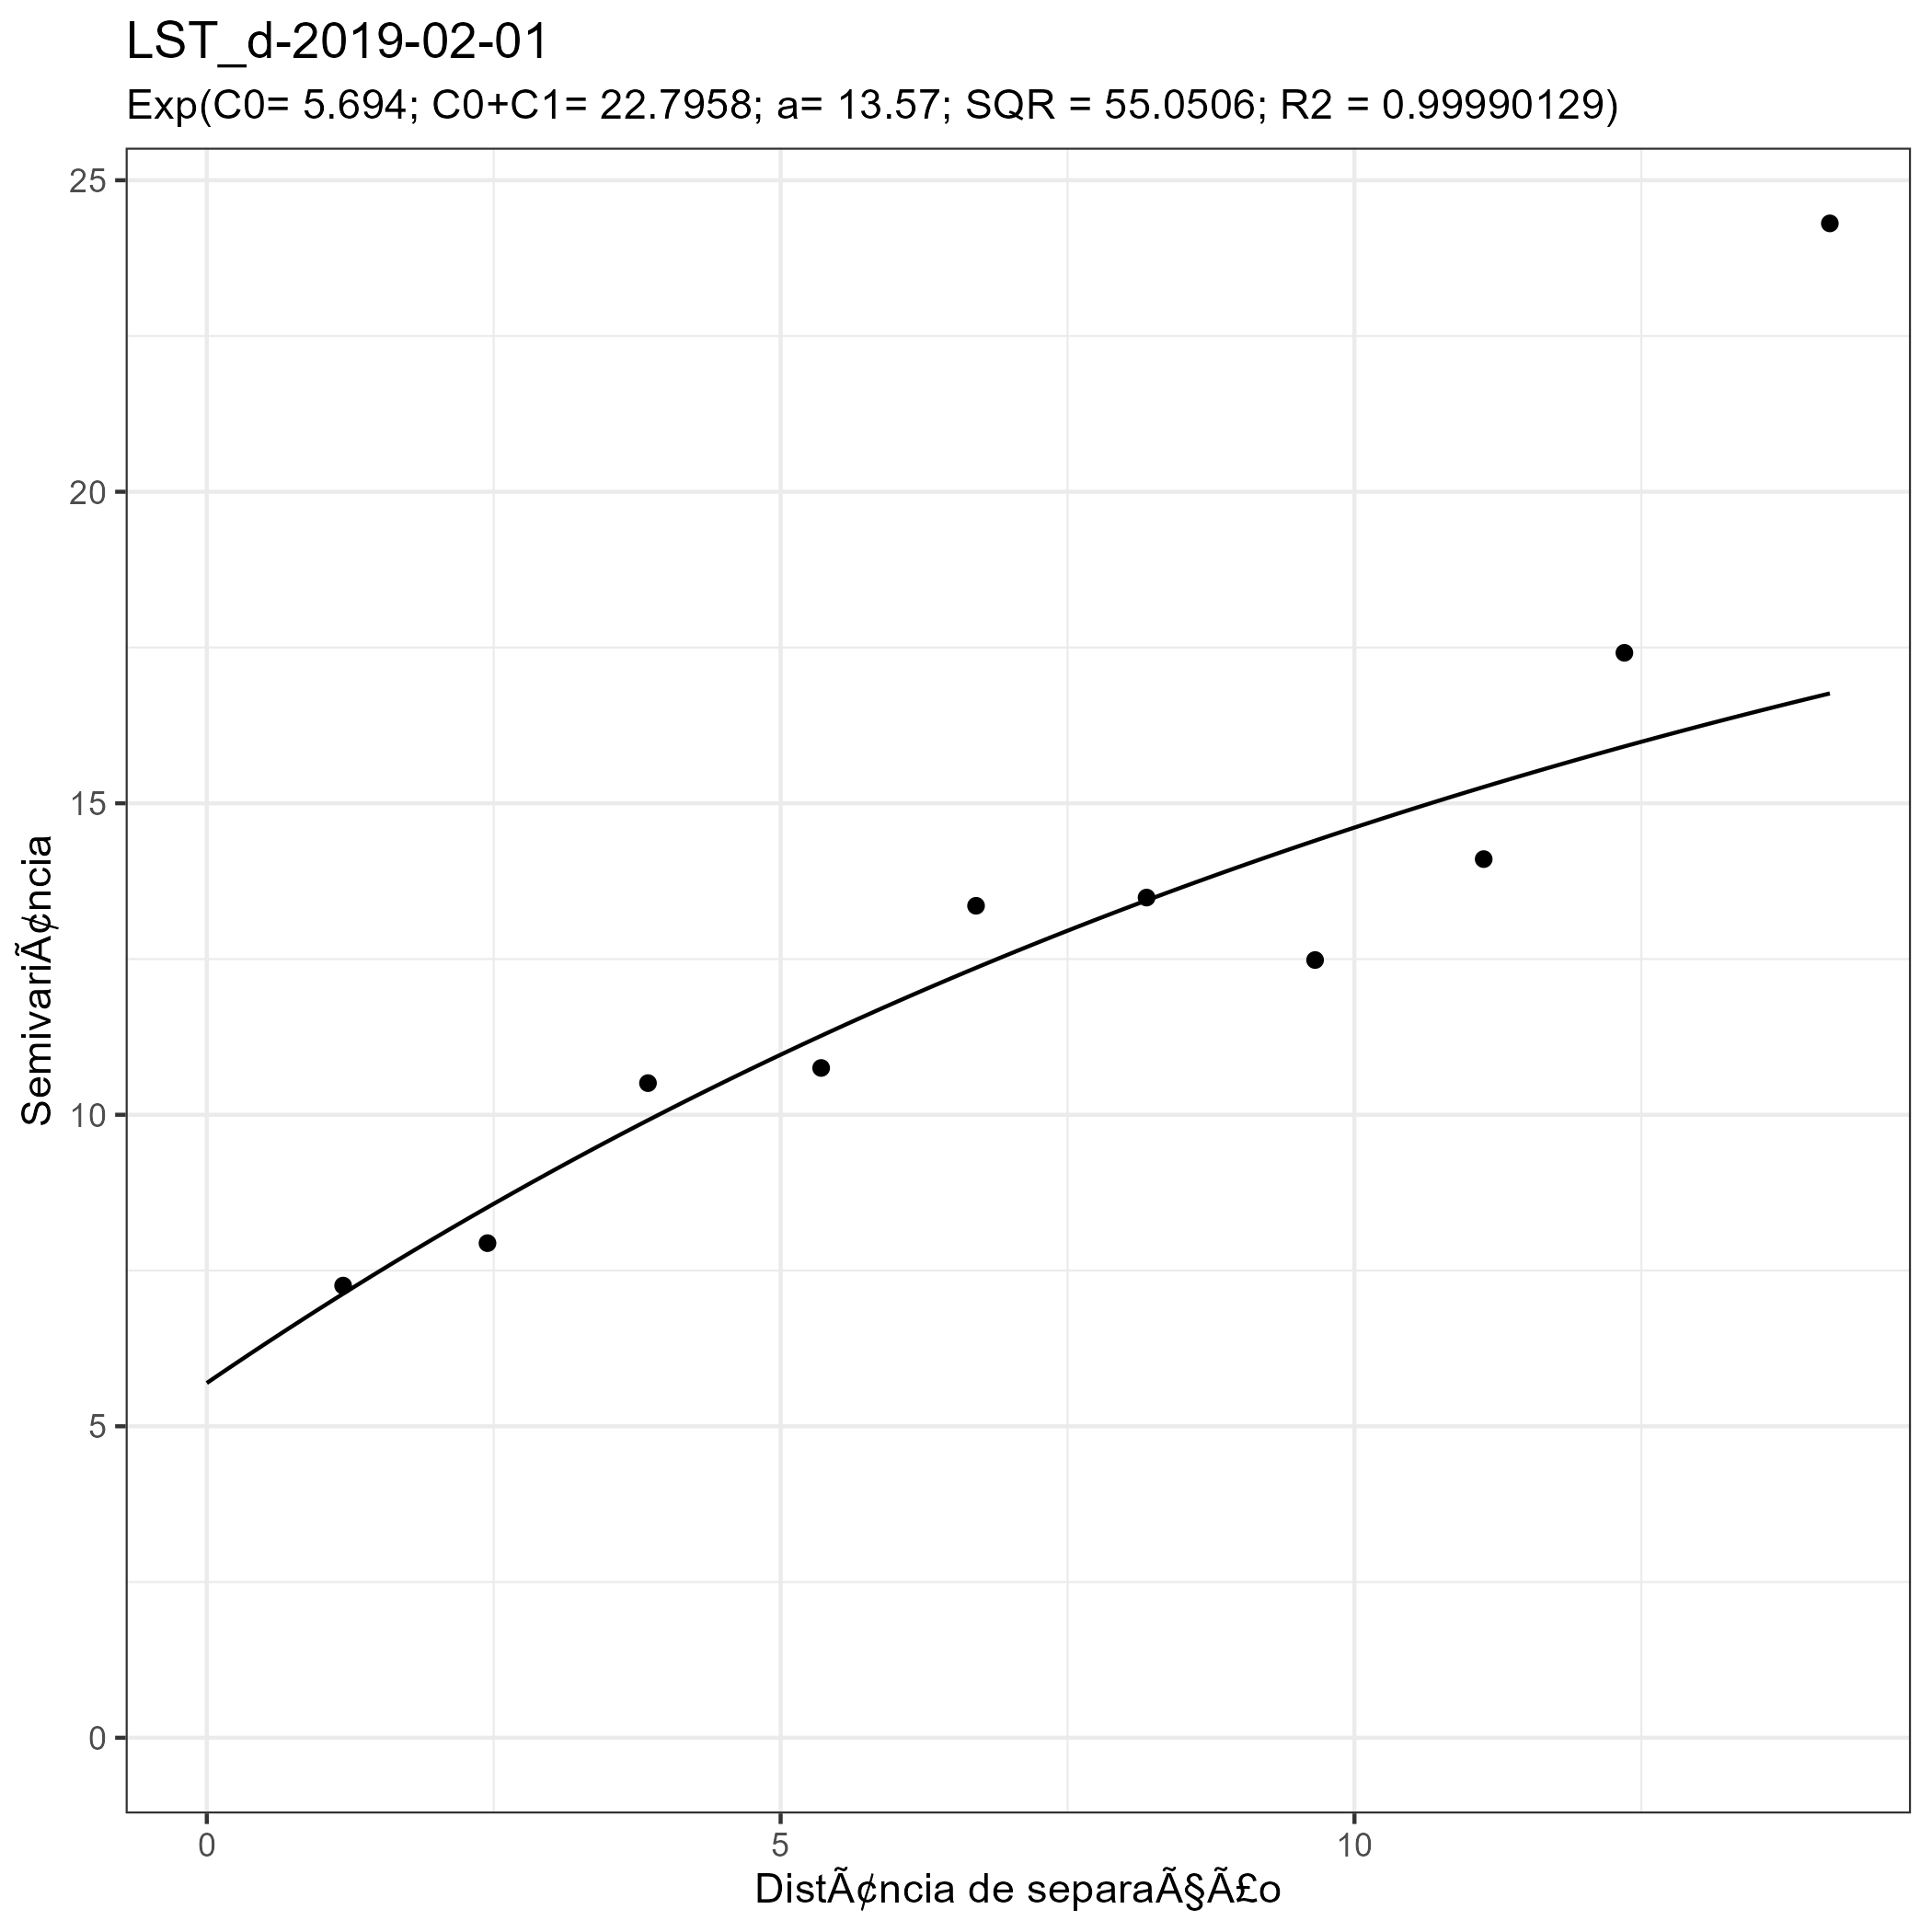 LST_d-2019-02-01
Exp(C0= 5.694; C0+C1= 22.7958; a= 13.57; SQR = 55.0506; R2 = 0.99990129)
25
20
15
10
5
0
SemivariÃ¢ncia
0 5 10
DistÃ¢ncia de separaÃ§Ã£o